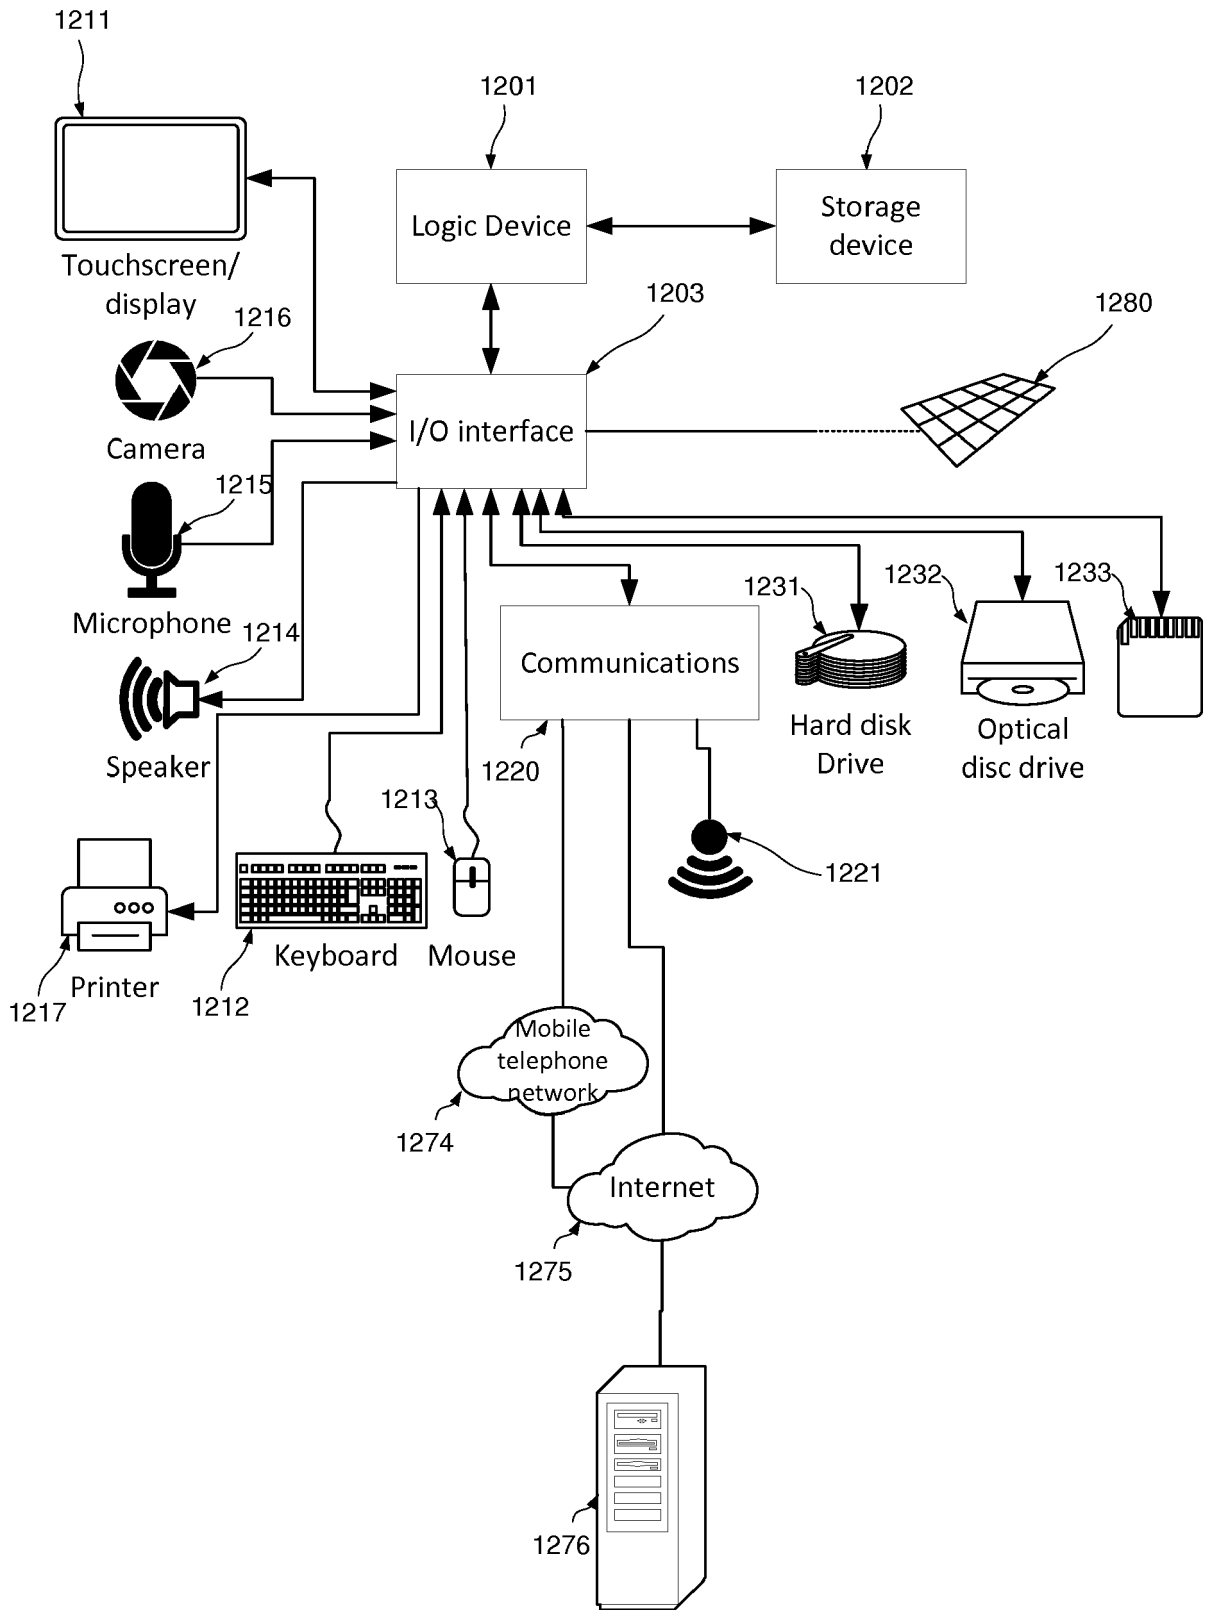 1211
1201
1202
Logic Device
Storage
device
Touchscreen/
display
1203
1216
1280
I/O interface
Camera
1215
Microphone
1214
1231
1232
1233
Communications
Speaker
Hard disk
Drive
Optical
disc drive
1220
1213
1221
Keyboard
Mouse
Printer
1217
1212
Mobile
telephone
network
1274
Internet
1275
1276